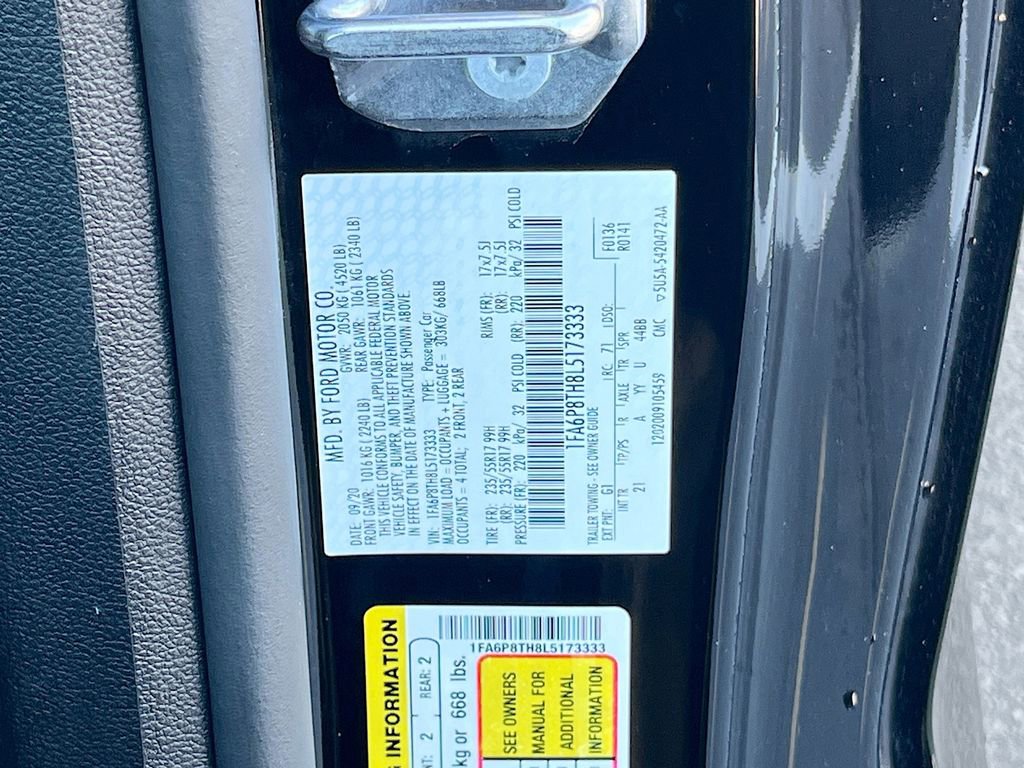 MFD. BY FORD MOTOR CO.
DATE: 09/20 GVWR: 2050 KG ( 4520 LB)
FRONT GAWR: 1016 KG ( 2240 LB) REAR GAWR: 1061 KG ( 2340 LB)
THIS VEHICLE CONFORMS TO ALL APPLICABLE FEDERAL MOTOR
VEHICLE SAFETY, BUMPER, AND THEFT PREVENTION STANDARDS
IN EFFECT ON THE DATE OF MANUFACTURE SHOWN ABOVE.
VIN: 1FA6P8TH8L5173333 TYPE: Passenger Car
MAXIMUM LOAD = OCCUPANTS + LUGGAGE = 303KG/ 668LB
OCCUPANTS = 4 TOTAL; 2 FRONT, 2 REAR
TIRE (FR): 235/55R17 99H RIMS (FR): 17x7.5J
(RR): 235/55R17 99H (RR): 17x7.5J
PRESSURE (FR): 220 kPa/ 32 PSI COLD (RR): 220 kPa/ 32 PSI COLD
1FA6P8TH8L5173333
TRAILER TOWING - SEE OWNER GUIDE F0136
EXT PNT: G1 RC: 71 DSO: R0141
INT TR TP/PS R AXLE TR SPR
21 A YY U 44BB
1202009105459 CMC ▽5U5A-5420472-AA
INFORMATION
2 REAR: 2
kg or 668 lbs.
1FA6P8TH8L5173333
SEE OWNERS
MANUAL FOR
ADDITIONAL
INFORMATION